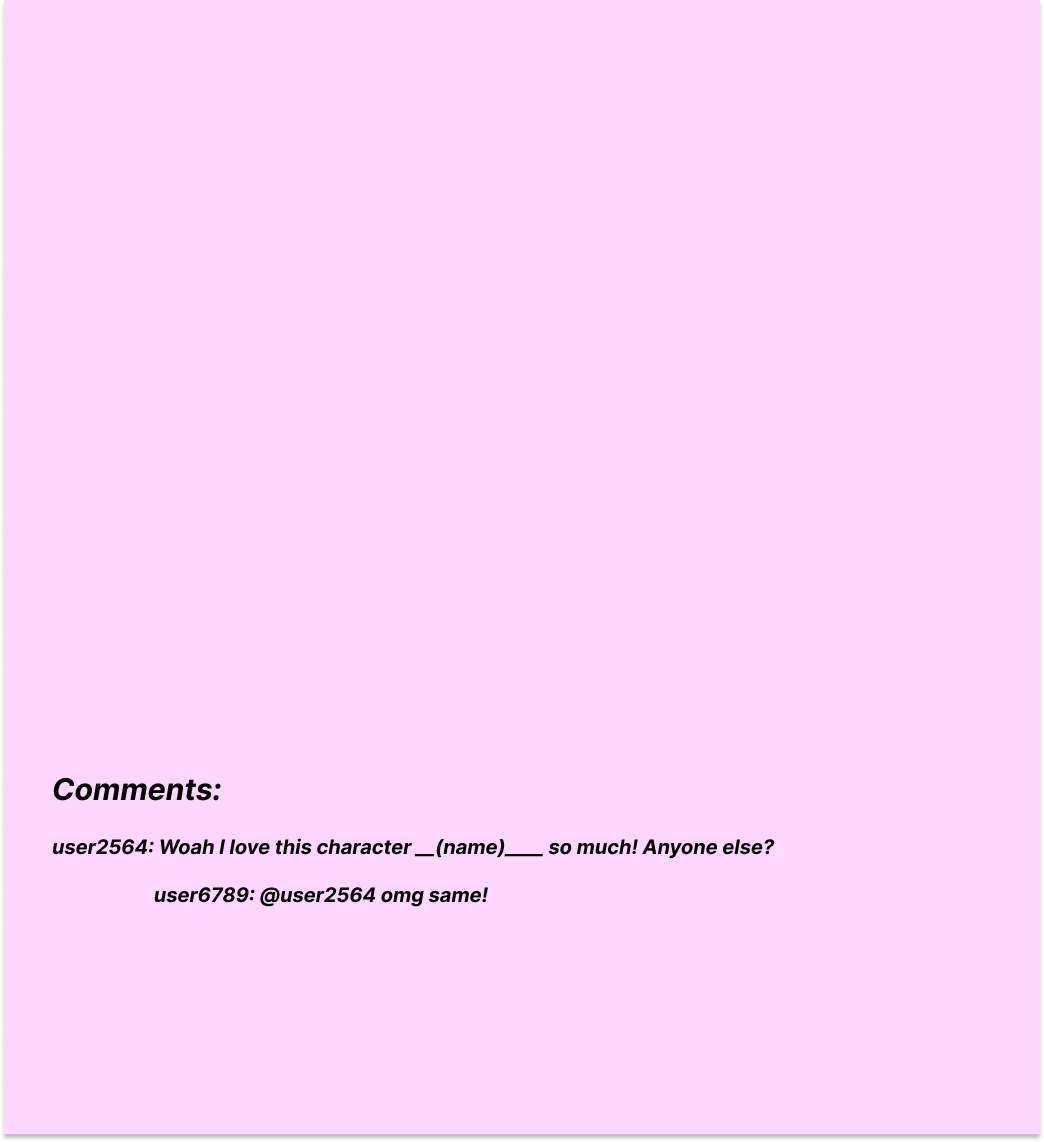 Comments:
user2564: Woah I love this character __(name)____ so much! Anyone else?
user6789: @user2564 omg same!